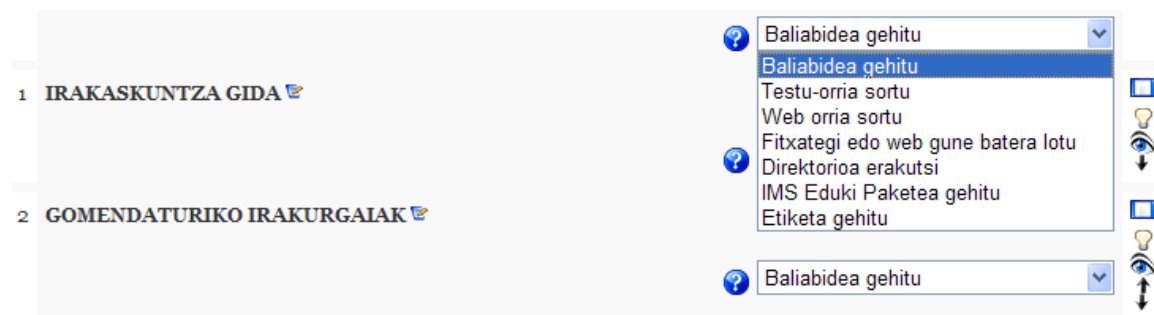 Baliabidea gehitu
Baliabidea gehitu
1 IRAKASKUNTZA GIDA
Testu-orria sortu
Web orria sortu
Fitxategi edo web gune batera lotu
Direktorioa erakutsi
IMS Eduki Paketea gehitu
2 GOMENDATURIKO IRAKURGAIAK
Etiketa gehitu
Baliabidea gehitu